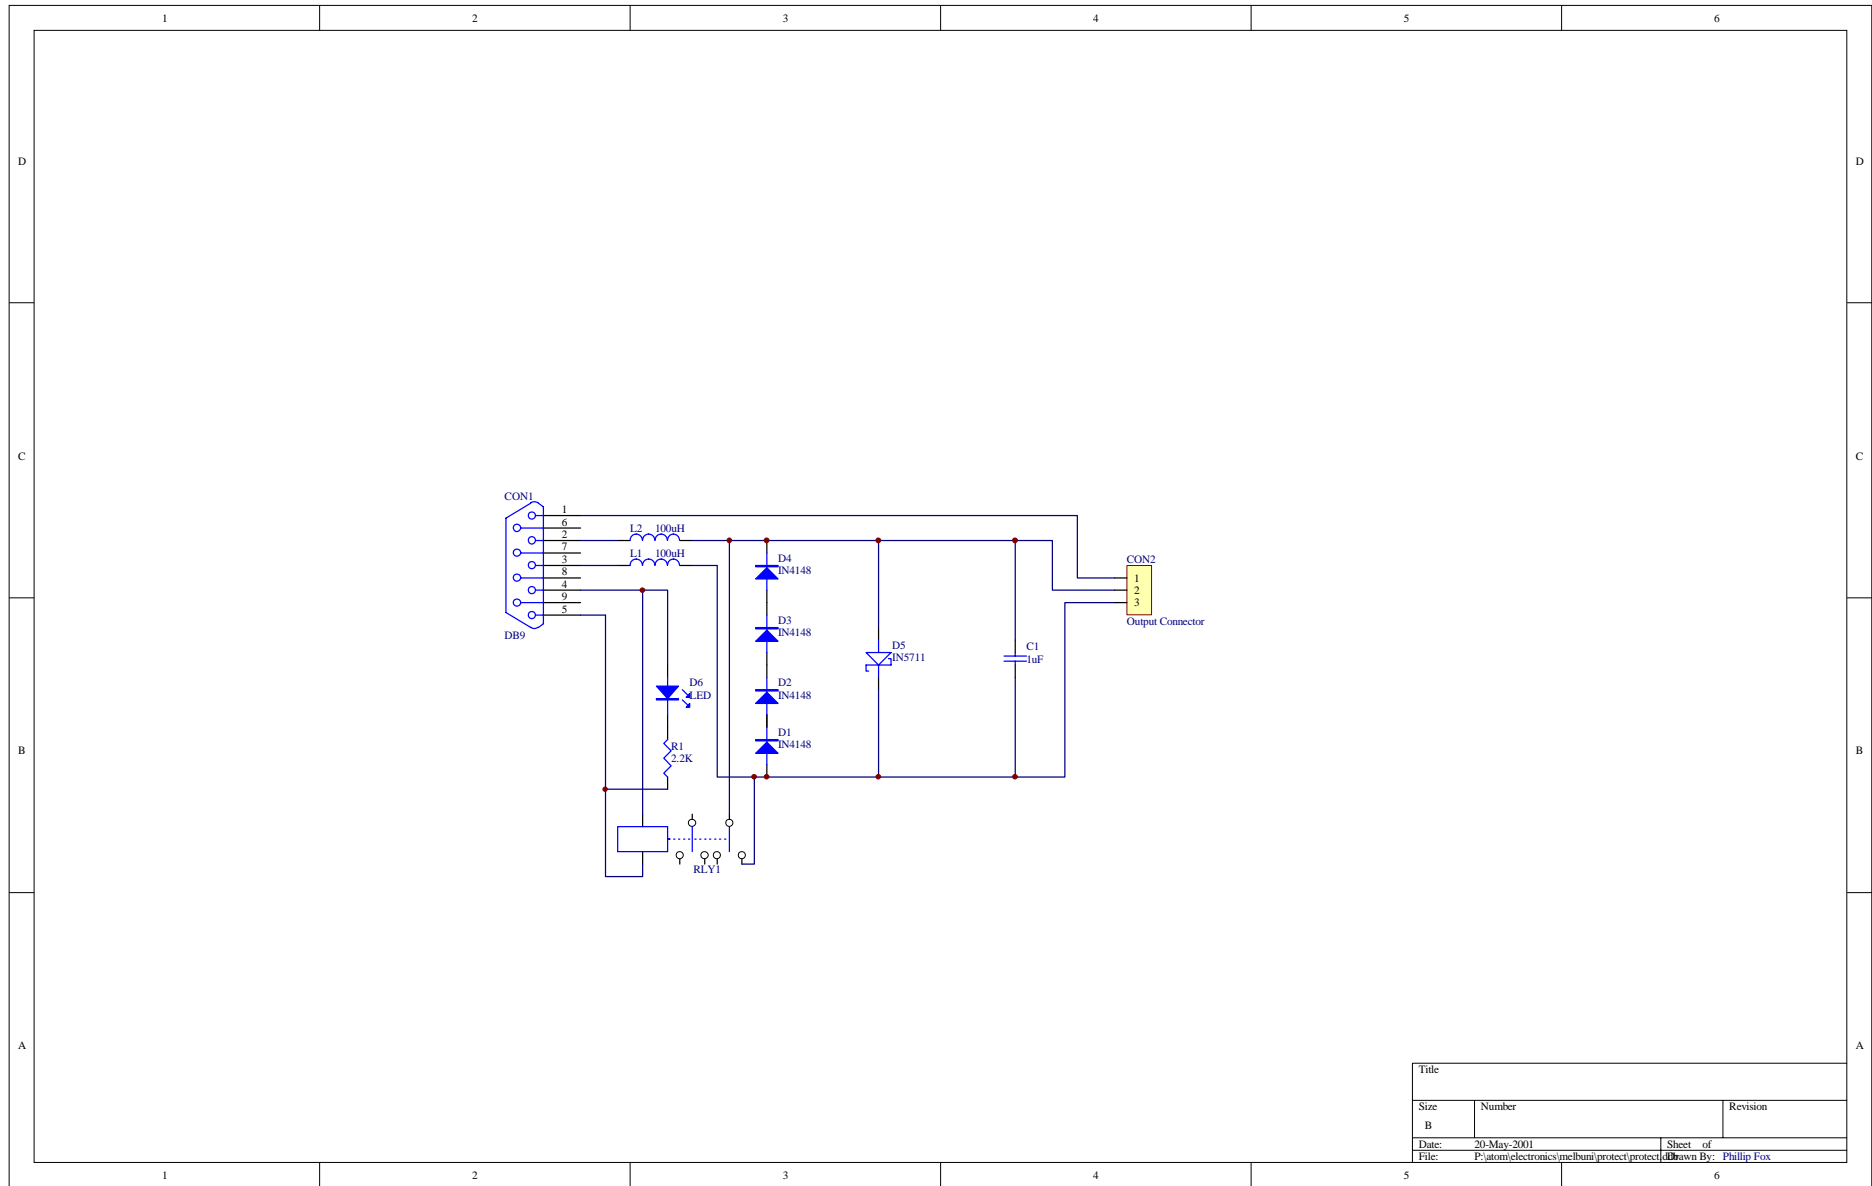 1 2 3 4 5 6
D D
C C
CON1
1
6
2
7
3
8
4
9
5
DB9
L2 100uH
L1 100uH
D4
IN4148
D3
IN4148
D2
IN4148
D1
IN4148
D5
IN5711
C1
1uF
CON2
1
2
3
Output Connector
D6
LED
R1
2.2K
RLY1
B B
A A
Title
Size Number Revision
B
Date: 20-May-2001 Sheet of
File: P:\atom\electronics\melbuni\protect\protect.ddb Drawn By: Phillip Fox
1 2 3 4 5 6